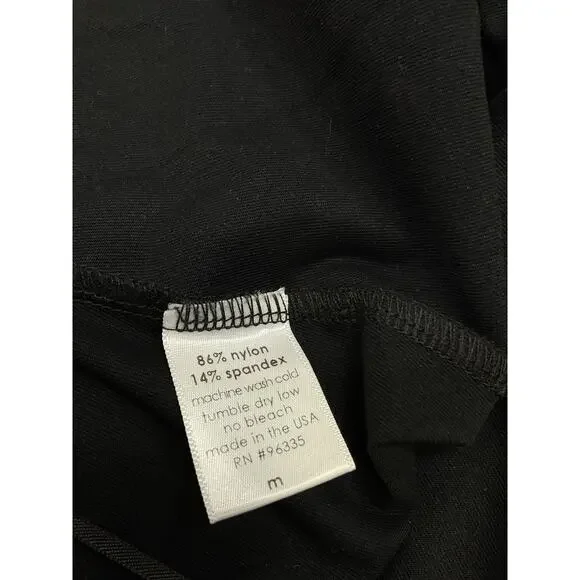 86% nylon
14% spandex
machine wash cold
tumble dry low
no bleach
made in the USA
RN #96335
m